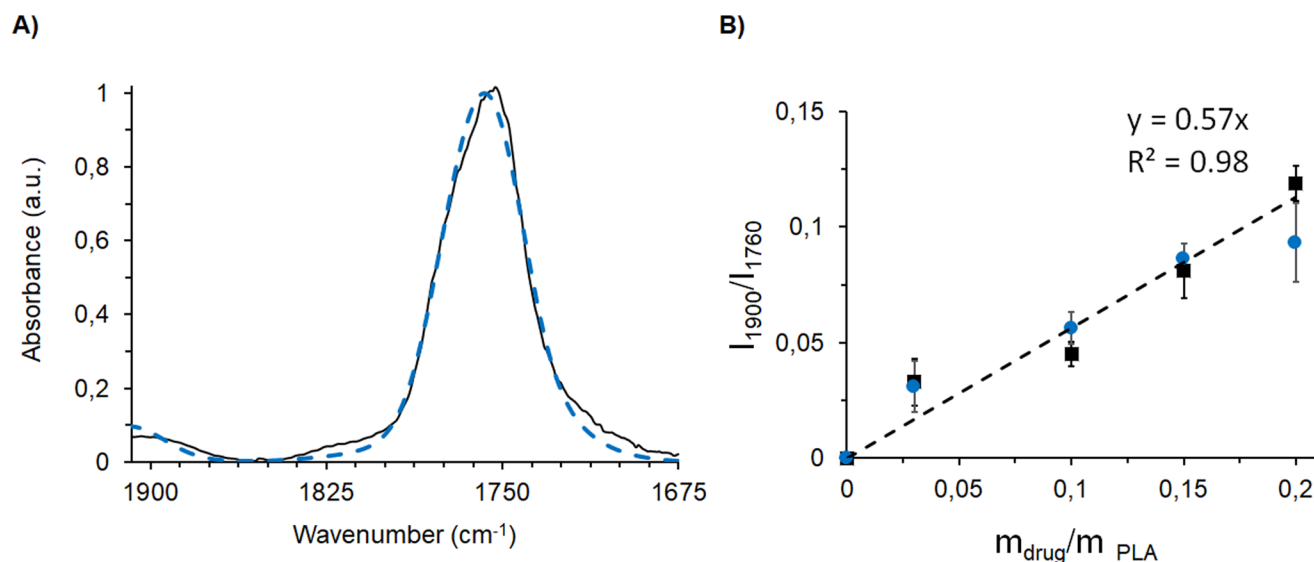 A)
Absorbance (a.u.)
1
0,8
0,6
0,4
0,2
0
1900 1825 1750 1675
Wavenumber (cm⁻¹)
B)
I₁₉₀₀/I₁₇₆₀
0,15
0,1
0,05
0
y = 0.57x
R² = 0.98
0 0,05 0,1 0,15 0,2
m_drug/m _PLA